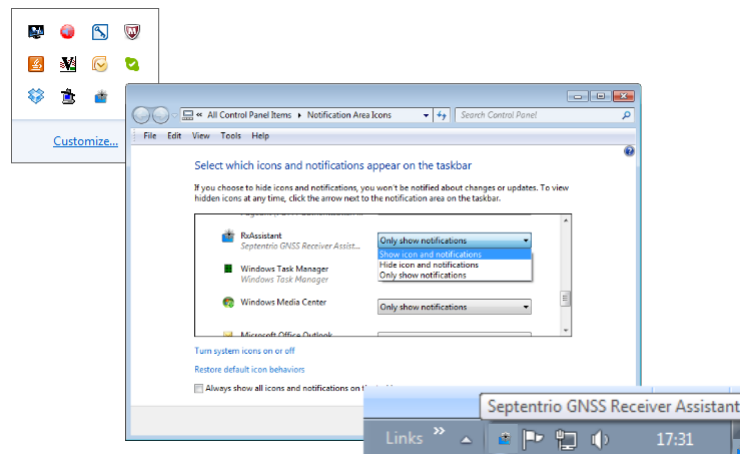 Customize...
« All Control Panel Items ▸ Notification Area Icons
Search Control Panel
File Edit View Tools Help
Select which icons and notifications appear on the taskbar
If you choose to hide icons and notifications, you won't be notified about changes or updates. To view
hidden icons at any time, click the arrow next to the notification area on the taskbar.
RxAssistant
Septentrio GNSS Receiver Assist...
Only show notifications
Show icon and notifications
Hide icon and notifications
Only show notifications
Windows Task Manager
Windows Task Manager
Windows Media Center
Only show notifications
Microsoft Office Outlook
Turn system icons on or off
Restore default icon behaviors
Always show all icons and notifications on
Septentrio GNSS Receiver Assistant
Links »
17:31